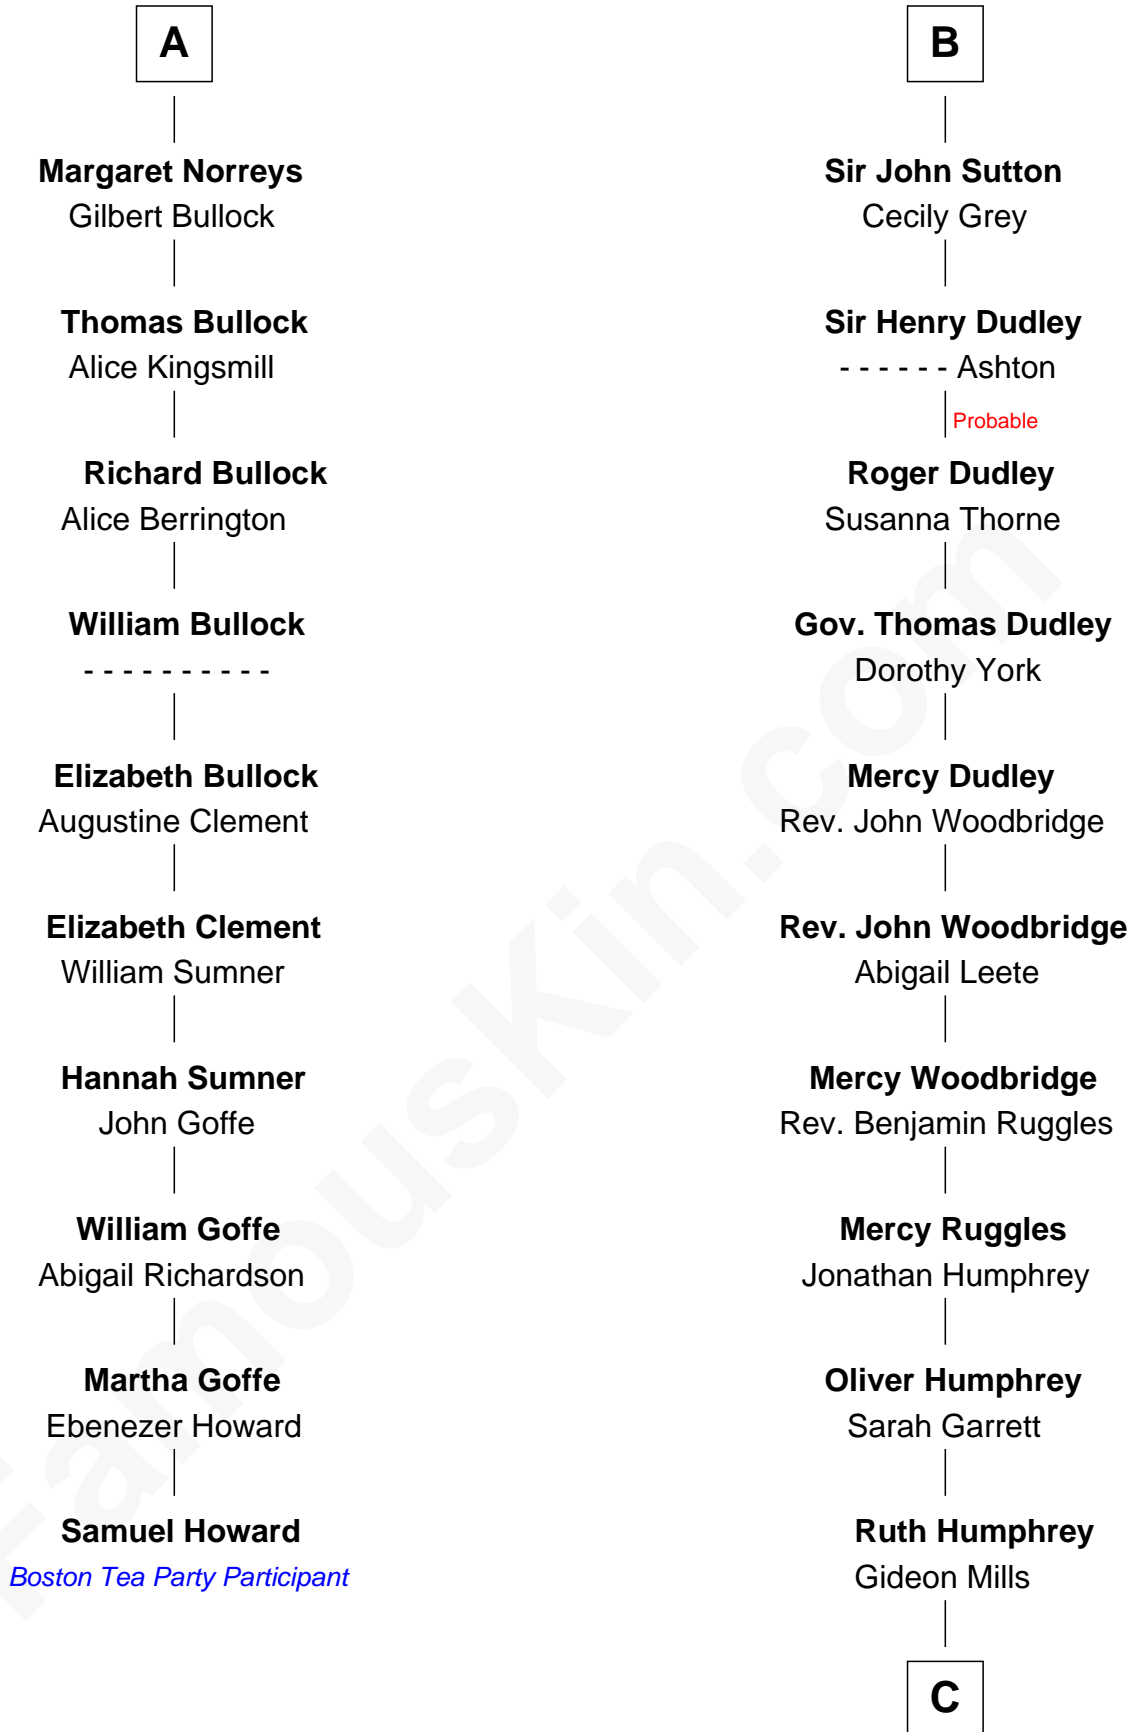 A
Margaret Norreys
Gilbert Bullock
Thomas Bullock
Alice Kingsmill
Richard Bullock
Alice Berrington
William Bullock
- - - - - - - - - -
Elizabeth Bullock
Augustine Clement
Elizabeth Clement
William Sumner
Hannah Sumner
John Goffe
William Goffe
Abigail Richardson
Martha Goffe
Ebenezer Howard
Samuel Howard
Boston Tea Party Participant
B
Sir John Sutton
Cecily Grey
Sir Henry Dudley
- - - - - - Ashton
Probable
Roger Dudley
Susanna Thorne
Gov. Thomas Dudley
Dorothy York
Mercy Dudley
Rev. John Woodbridge
Rev. John Woodbridge
Abigail Leete
Mercy Woodbridge
Rev. Benjamin Ruggles
Mercy Ruggles
Jonathan Humphrey
Oliver Humphrey
Sarah Garrett
Ruth Humphrey
Gideon Mills
C
FamousKin.com